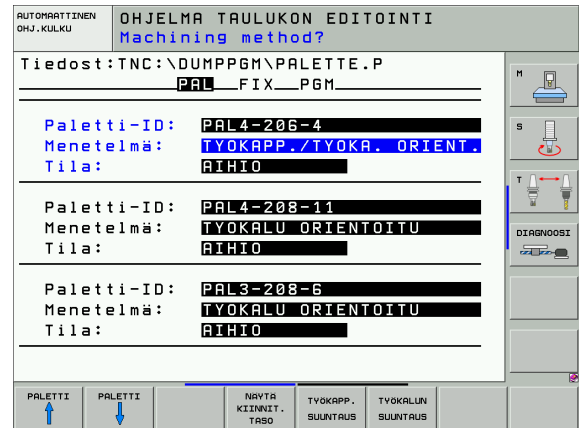 AUTOMAATTINEN
OHJ.KULKU
OHJELMA TAULUKON EDITOINTI
Machining method?
Tiedost:TNC:\DUMPPGM\PALETTE.P
PAL FIX PGM
Paletti-ID: PAL4-206-4
Menetelmä: TYOKAPP./TYOKA. ORIENT.
Tila: AIHIO
Paletti-ID: PAL4-208-11
Menetelmä: TYOKALU ORIENTOITU
Tila: AIHIO
Paletti-ID: PAL3-208-6
Menetelmä: TYOKALU ORIENTOITU
Tila: AIHIO
M
S
T
DIAGNOOSI
PALETTI
PALETTI
NAYTA
KIINNIT.
TASO
TYÖKAPP.
SUUNTAUS
TYÖKALUN
SUUNTAUS